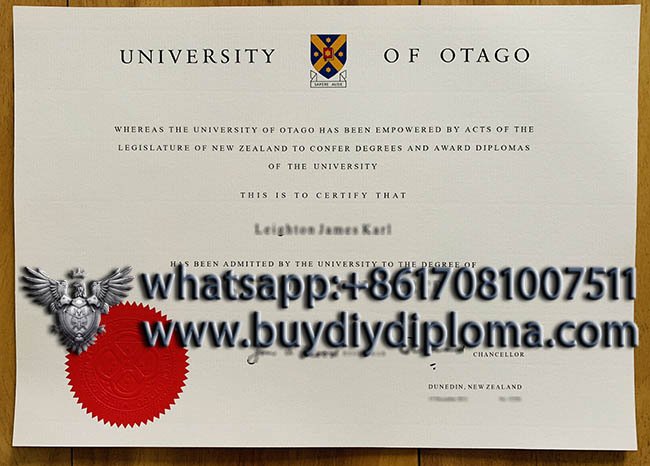 UNIVERSITY OF OTAGO
SAPERE AUDE
WHEREAS THE UNIVERSITY OF OTAGO HAS BEEN EMPOWERED BY ACTS OF THE
LEGISLATURE OF NEW ZEALAND TO CONFER DEGREES AND AWARD DIPLOMAS
OF THE UNIVERSITY
THIS IS TO CERTIFY THAT
Leighton James Karl
HAS BEEN ADMITTED BY THE UNIVERSITY TO THE DEGREE OF
whatsapp:+8617081007511
www.buydiydiploma.com
CHANCELLOR
DUNEDIN, NEW ZEALAND